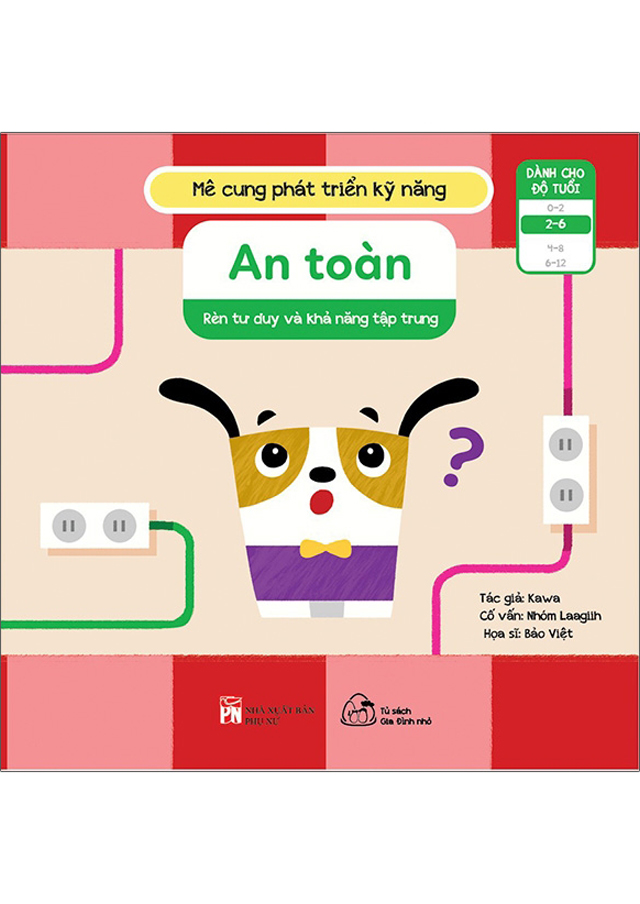 Mê cung phát triển kỹ năng
DÀNH CHO
ĐỘ TUỔI
0-2
2-6
4-8
6-12
An toàn
Rèn tư duy và khả năng tập trung
?
Tác giả: Kawa
Cố vấn: Nhóm Laagiih
Họa sĩ: Bảo Việt
PN
NHÀ XUẤT BẢN
PHỤ NỮ
Tủ sách
Gia Đình nhỏ